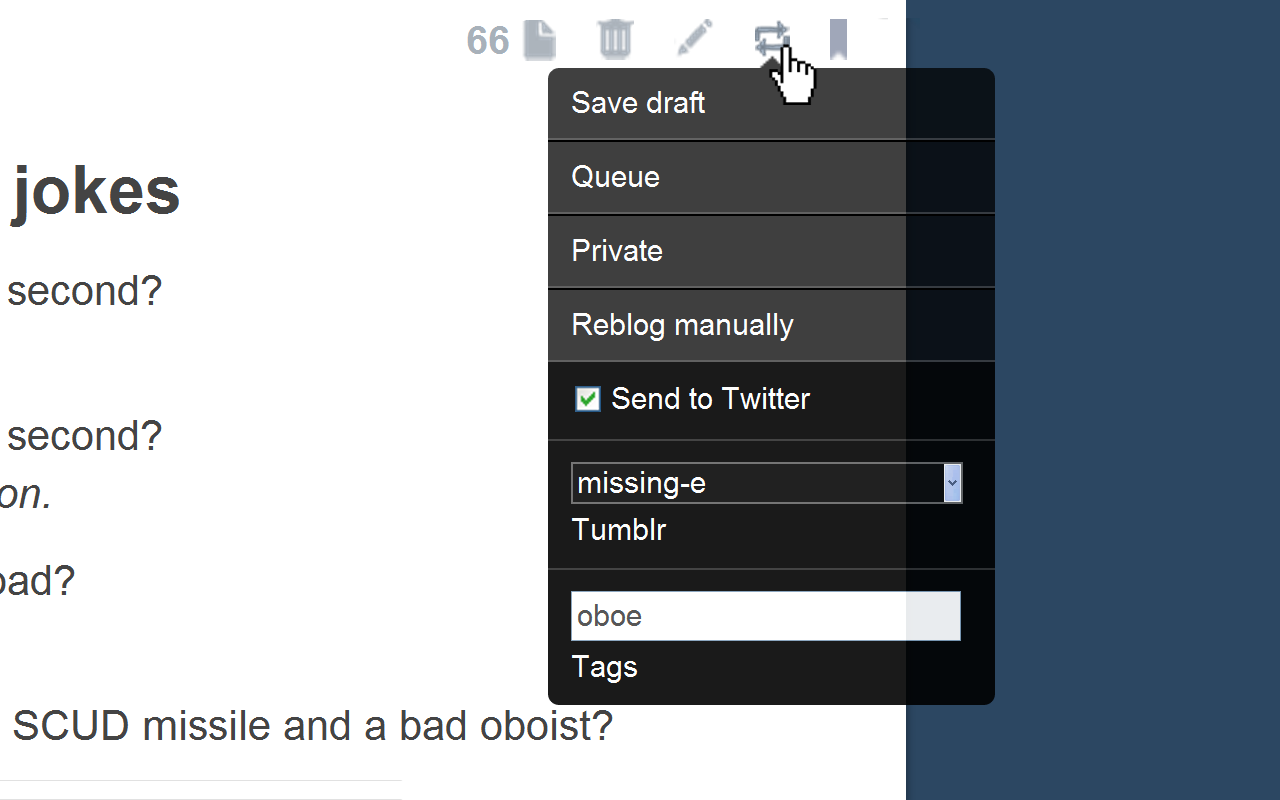 66
Save draft
jokes
Queue
Private
second?
Reblog manually
Send to Twitter
second?
missing-e
on.
Tumblr
bad?
oboe
Tags
SCUD missile and a bad oboist?